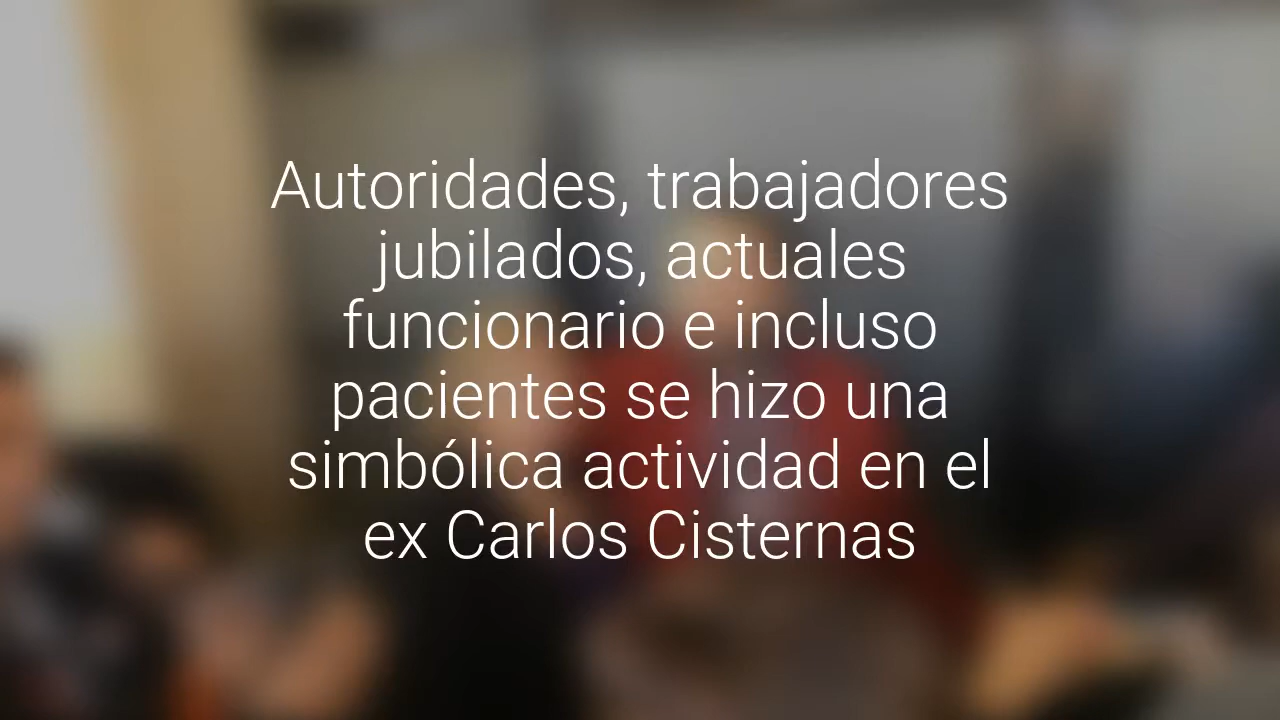 Autoridades, trabajadores
jubilados, actuales
funcionario e incluso
pacientes se hizo una
simbólica actividad en el
ex Carlos Cisternas